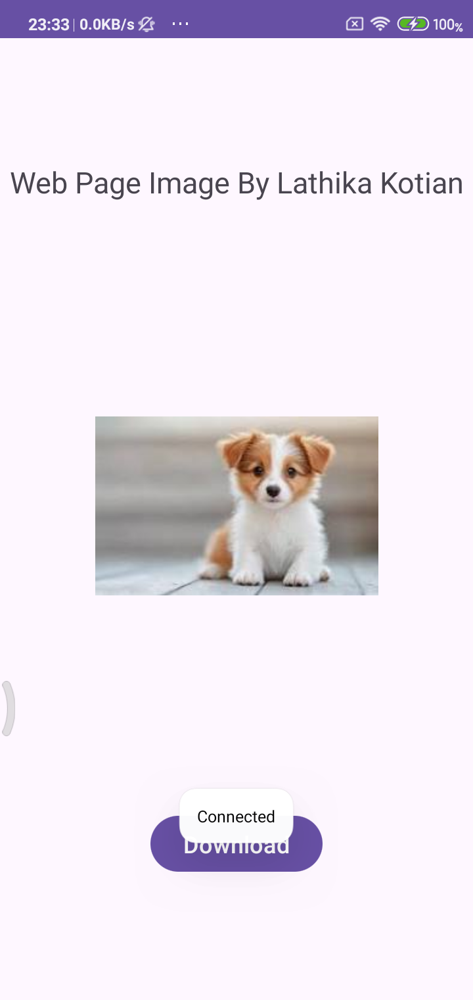 23:33 | 0.0KB/s ... 100%
Web Page Image By Lathika Kotian
Connected
Download